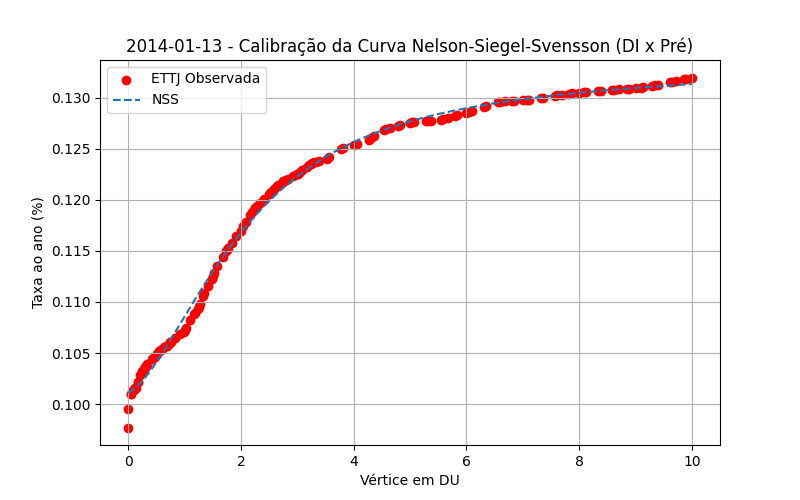 2014-01-13 - Calibração da Curva Nelson-Siegel-Svensson (DI x Pré)
ETTJ Observada
NSS
Taxa ao ano (%)
0.130
0.125
0.120
0.115
0.110
0.105
0.100
0 2 4 6 8 10
Vértice em DU